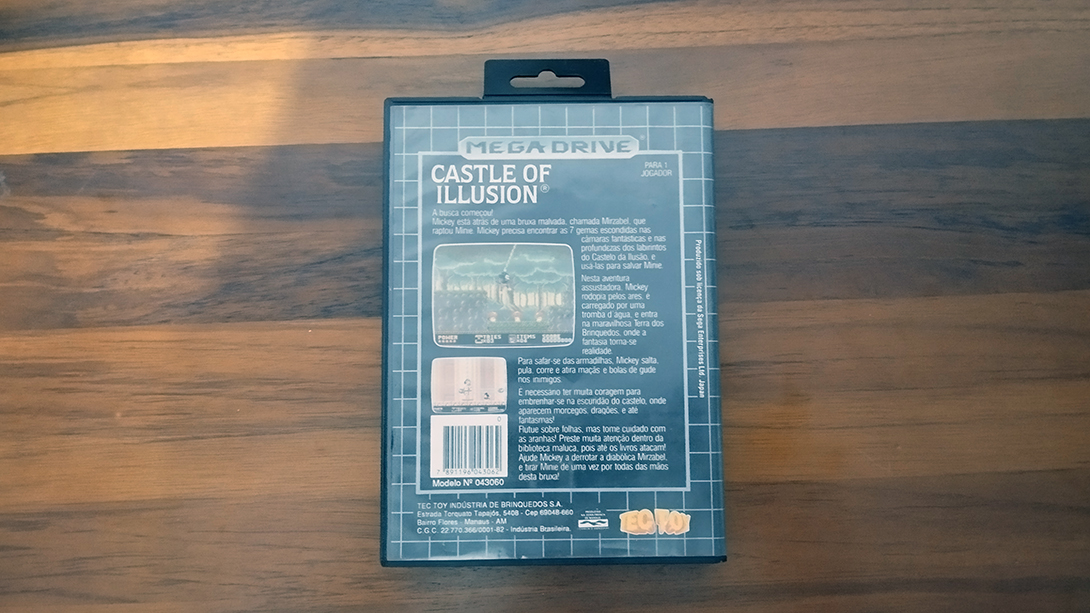 MEGA DRIVE
CASTLE OF
ILLUSION®
PARA 1
JOGADOR
A busca começou!
Mickey está atrás de uma bruxa malvada, chamada Mirzabel, que
raptou Minie. Mickey precisa encontrar as 7 gemas escondidas nas
câmaras fantásticas e nas
profundezas dos labirintos
do Castelo da Ilusão, e
usá-las para salvar Minie.
Nesta aventura
assustadora, Mickey
rodopia pelos ares, é
carregado por uma
tromba d'água, e entra
na maravilhosa Terra dos
Brinquedos, onde a
fantasia torna-se
realidade.
POWER TRIES ITEMS SCORE
Para safar-se das armadilhas, Mickey salta,
pula, corre e atira maçãs e bolas de gude
nos inimigos.
É necessário ter muita coragem para
embrenhar-se na escuridão do castelo, onde
aparecem morcegos, dragões, e até
fantasmas!
Flutue sobre folhas, mas tome cuidado com
as aranhas! Preste muita atenção dentro da
biblioteca maluca, pois até os livros atacam!
Ajude Mickey a derrotar a diabólica Mirzabel,
e tirar Minie de uma vez por todas das mãos
desta bruxa!
0
7 891196 043062
Modelo Nº 043060
TEC TOY INDÚSTRIA DE BRINQUEDOS S.A.
Estrada Torquato Tapajós, 5408 - Cep 69048-660
Bairro Flores - Manaus - AM
C.G.C. 22.770.366/0001-82 - Indústria Brasileira.
TEC TOY
Produzido sob licença da Sega Enterprises Ltd. Japan